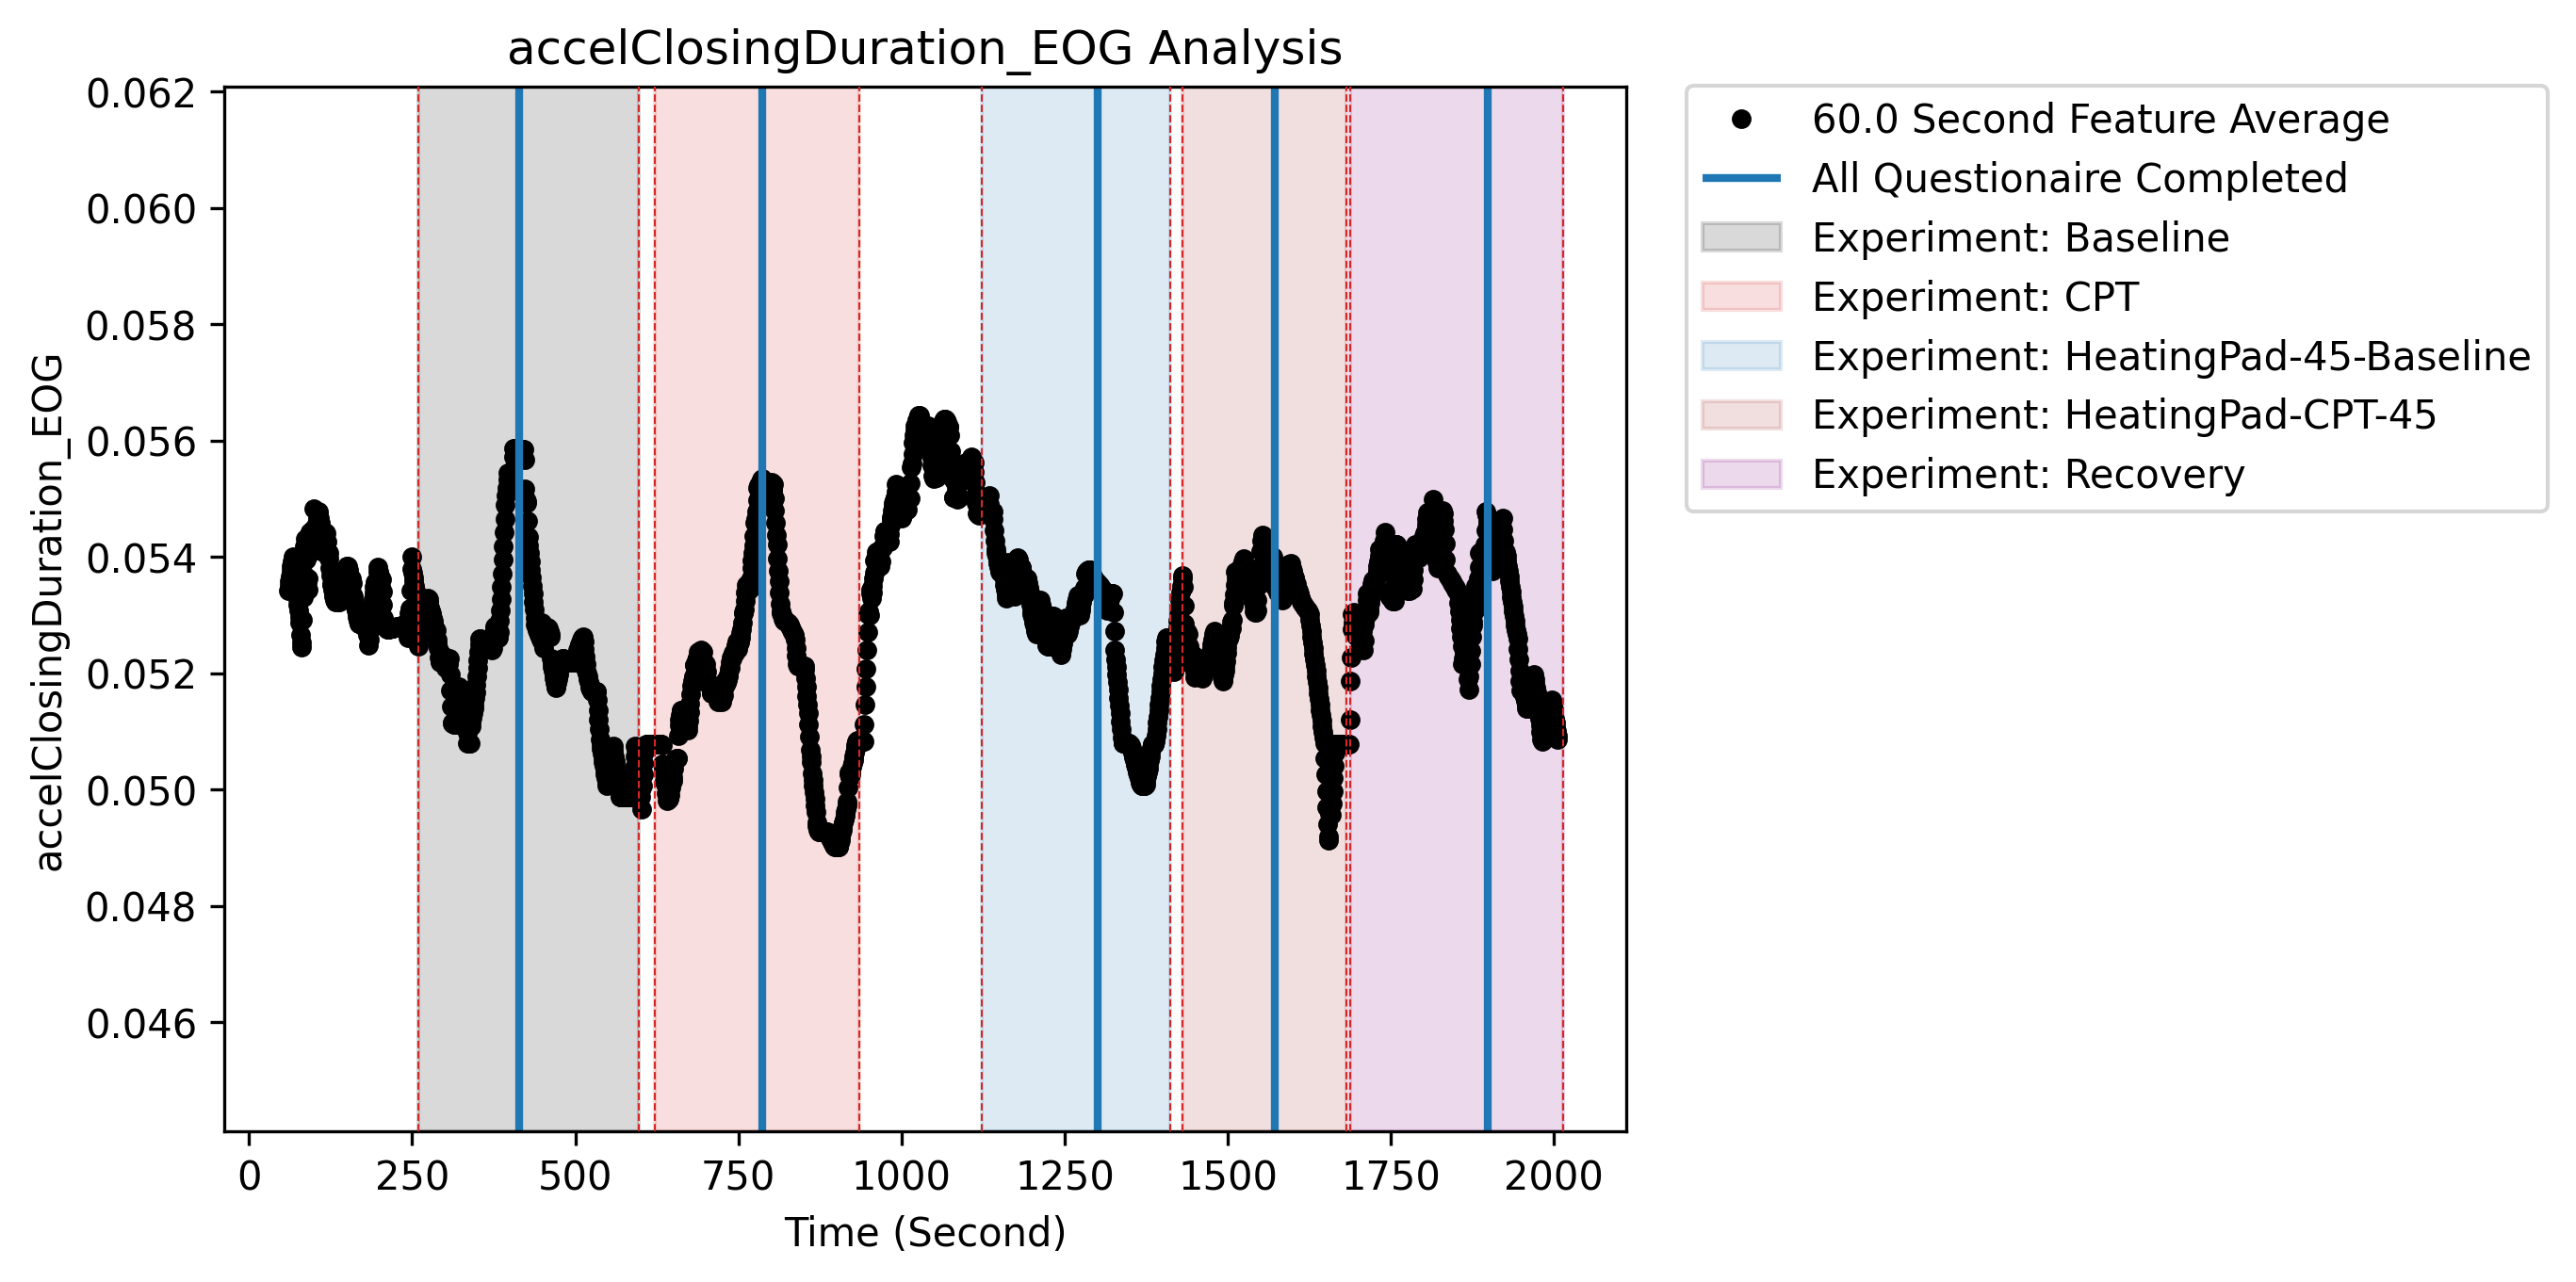 accelClosingDuration_EOG Analysis
accelClosingDuration_EOG
0.062
0.060
0.058
0.056
0.054
0.052
0.050
0.048
0.046
0
250
500
750
1000
1250
1500
1750
2000
Time (Second)
60.0 Second Feature Average
All Questionaire Completed
Experiment: Baseline
Experiment: CPT
Experiment: HeatingPad-45-Baseline
Experiment: HeatingPad-CPT-45
Experiment: Recovery